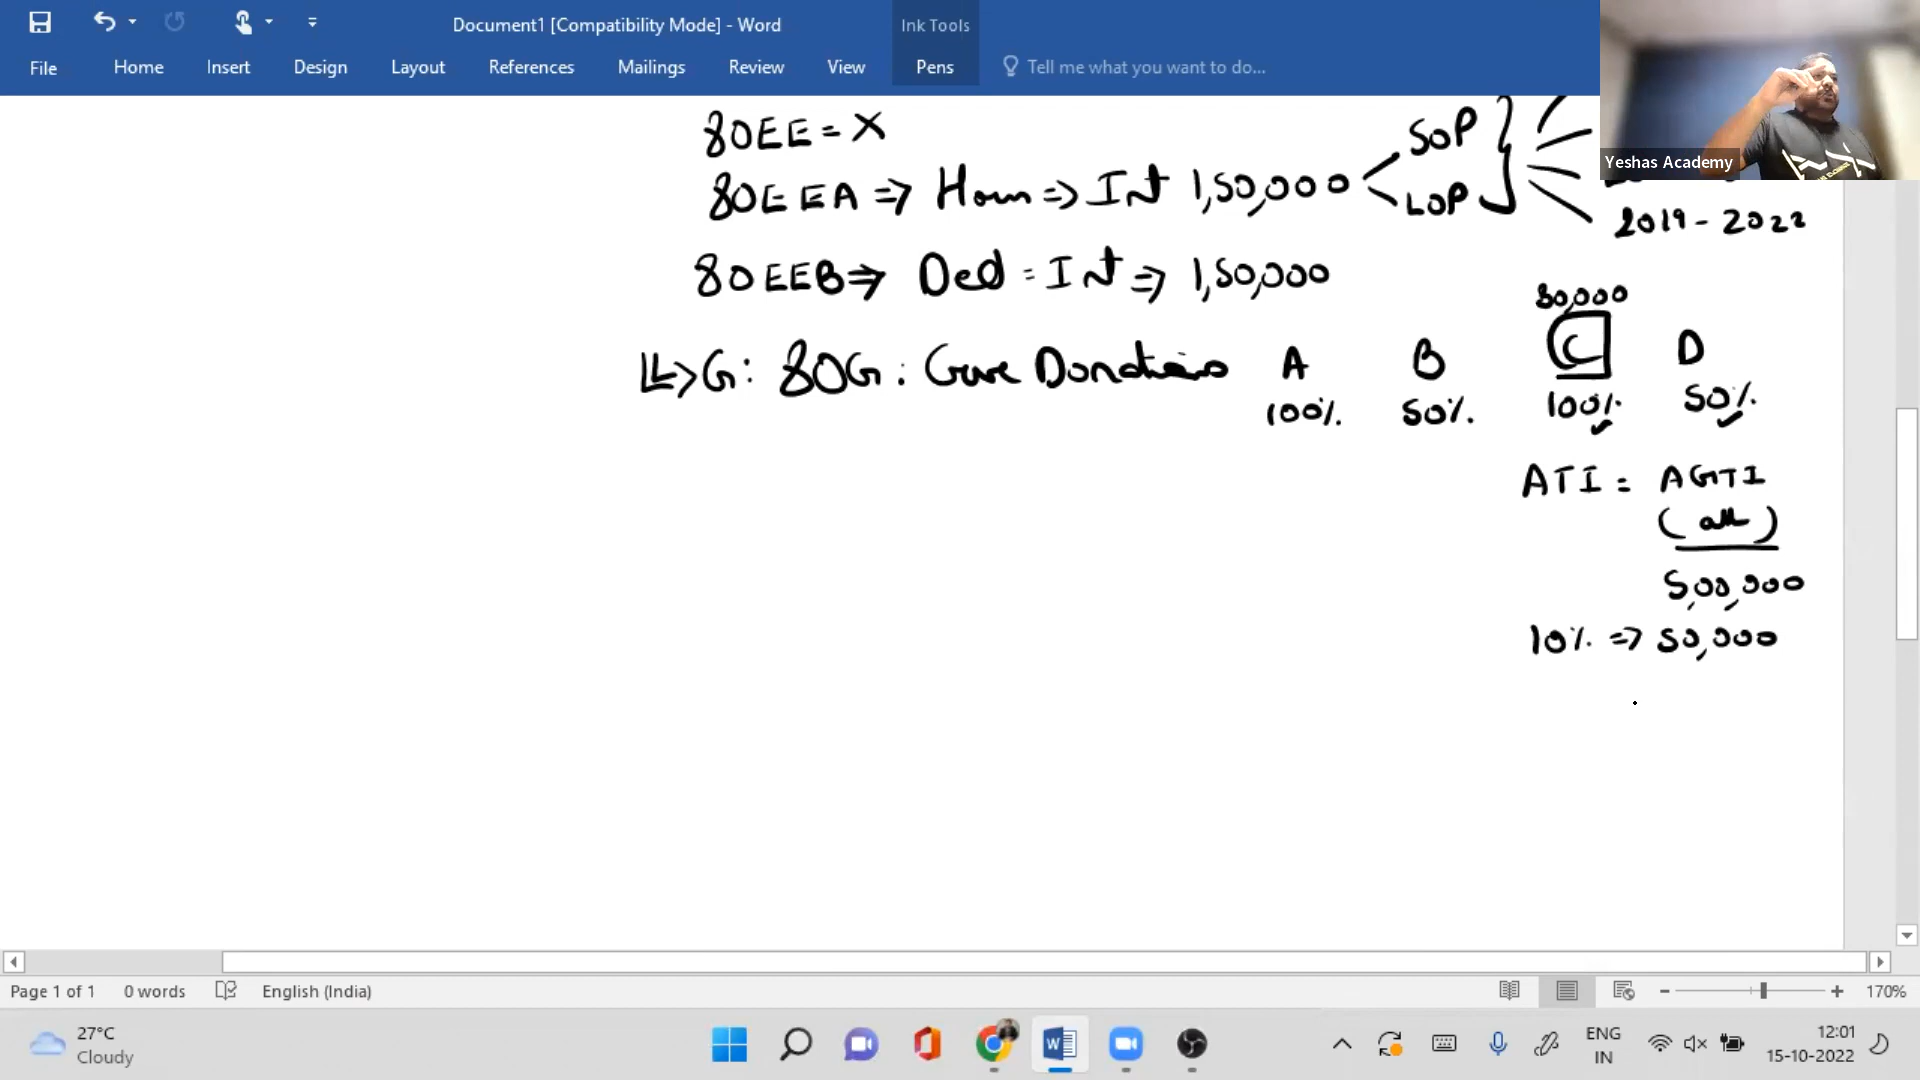 Document1 [Compatibility Mode] - Word
Ink Tools
File Home Insert Design Layout References Mailings Review View Pens Tell me what you want to do...
Yeshas Academy
80EE = X
SOP
80EEA => => Int 1,50,000
LOP
2019 - 2022
80EEB => Ded = Int => 1,50,000
80,000
G: 80G: Donations A B C D
100% 50% 100% 50%
ATI = AGTI
(all)
5,00,000
10% => 50,000
Page 1 of 1 0 words English (India) 170%
27°C
Cloudy
ENG
IN
12:01
15-10-2022